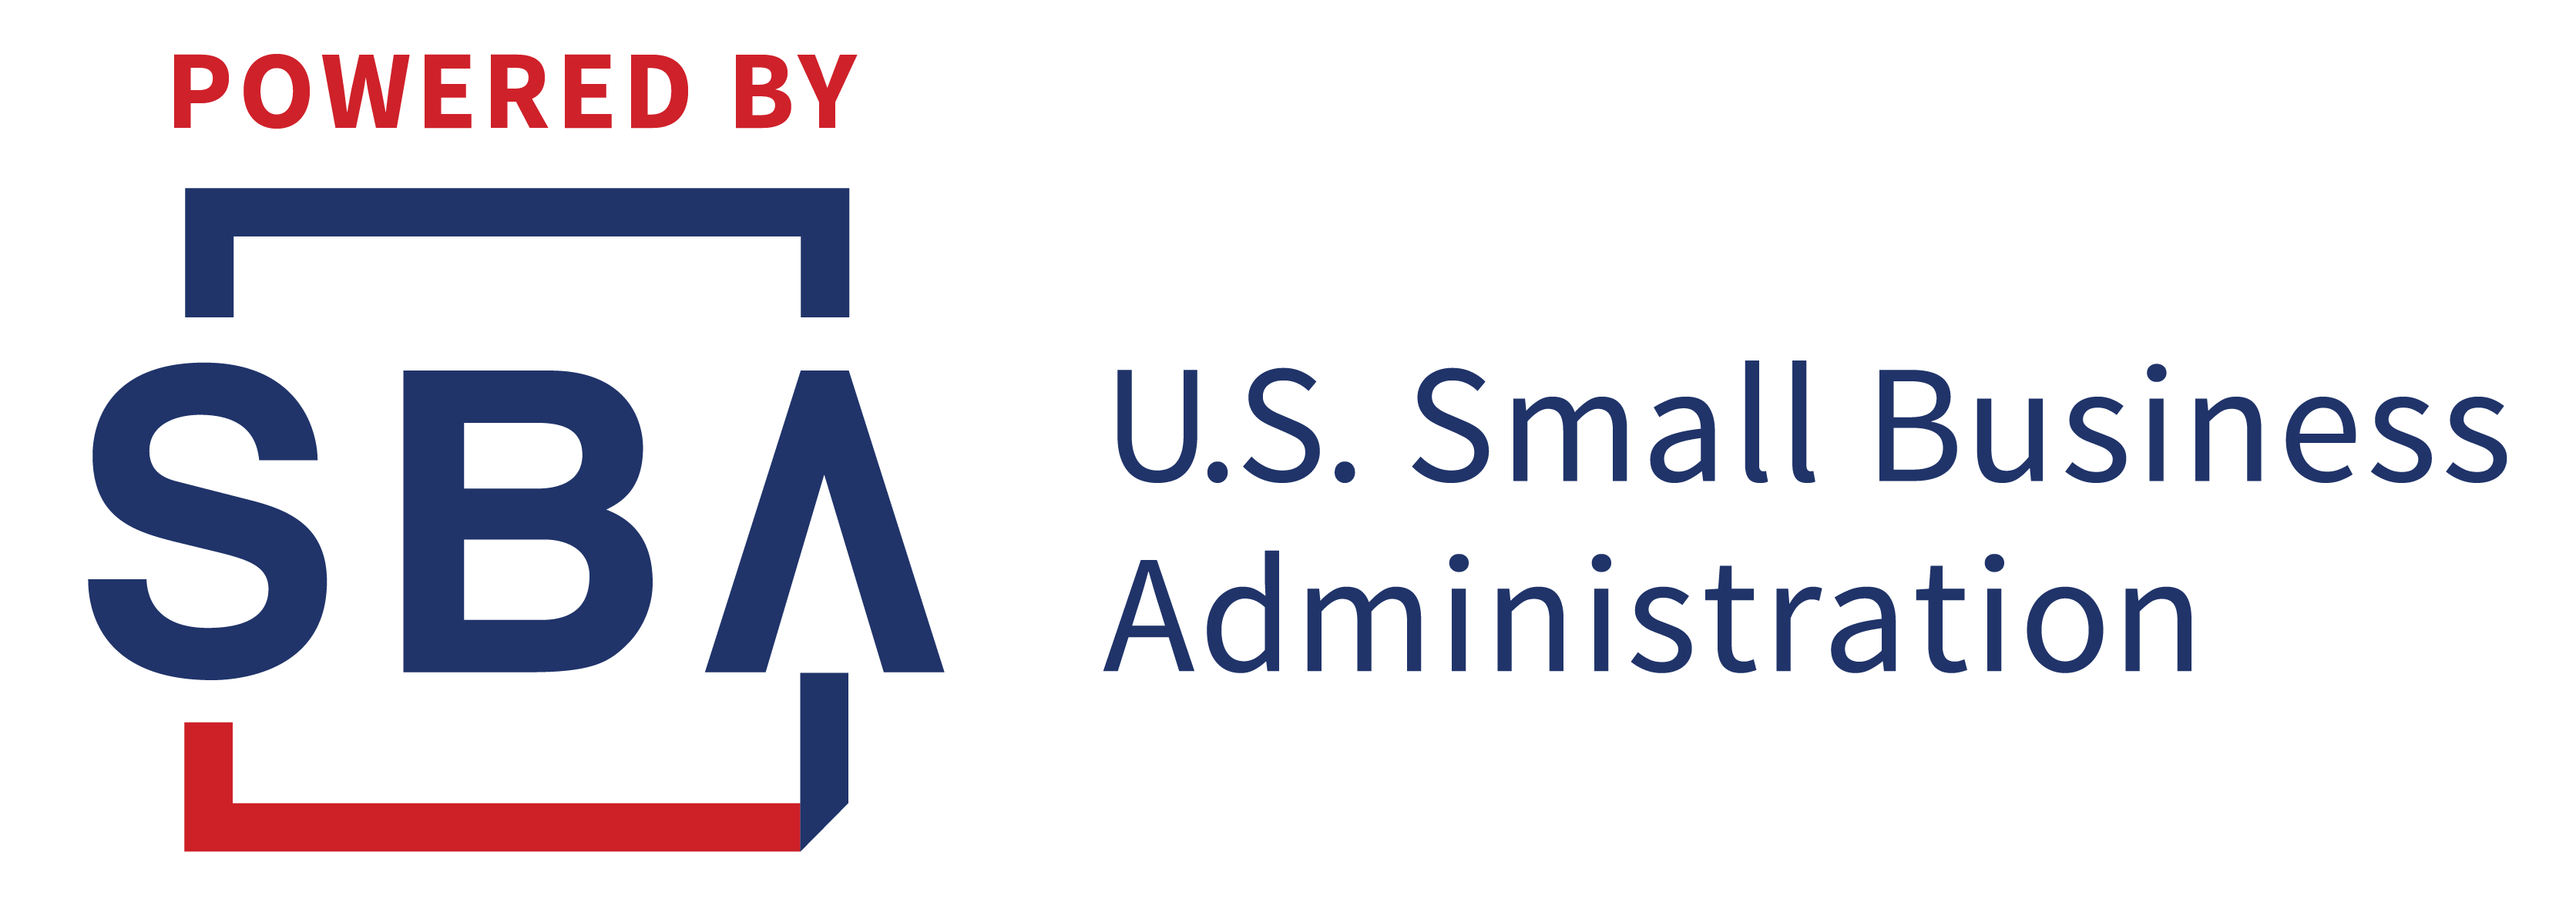 POWERED BY
SBA
U.S. Small Business
Administration